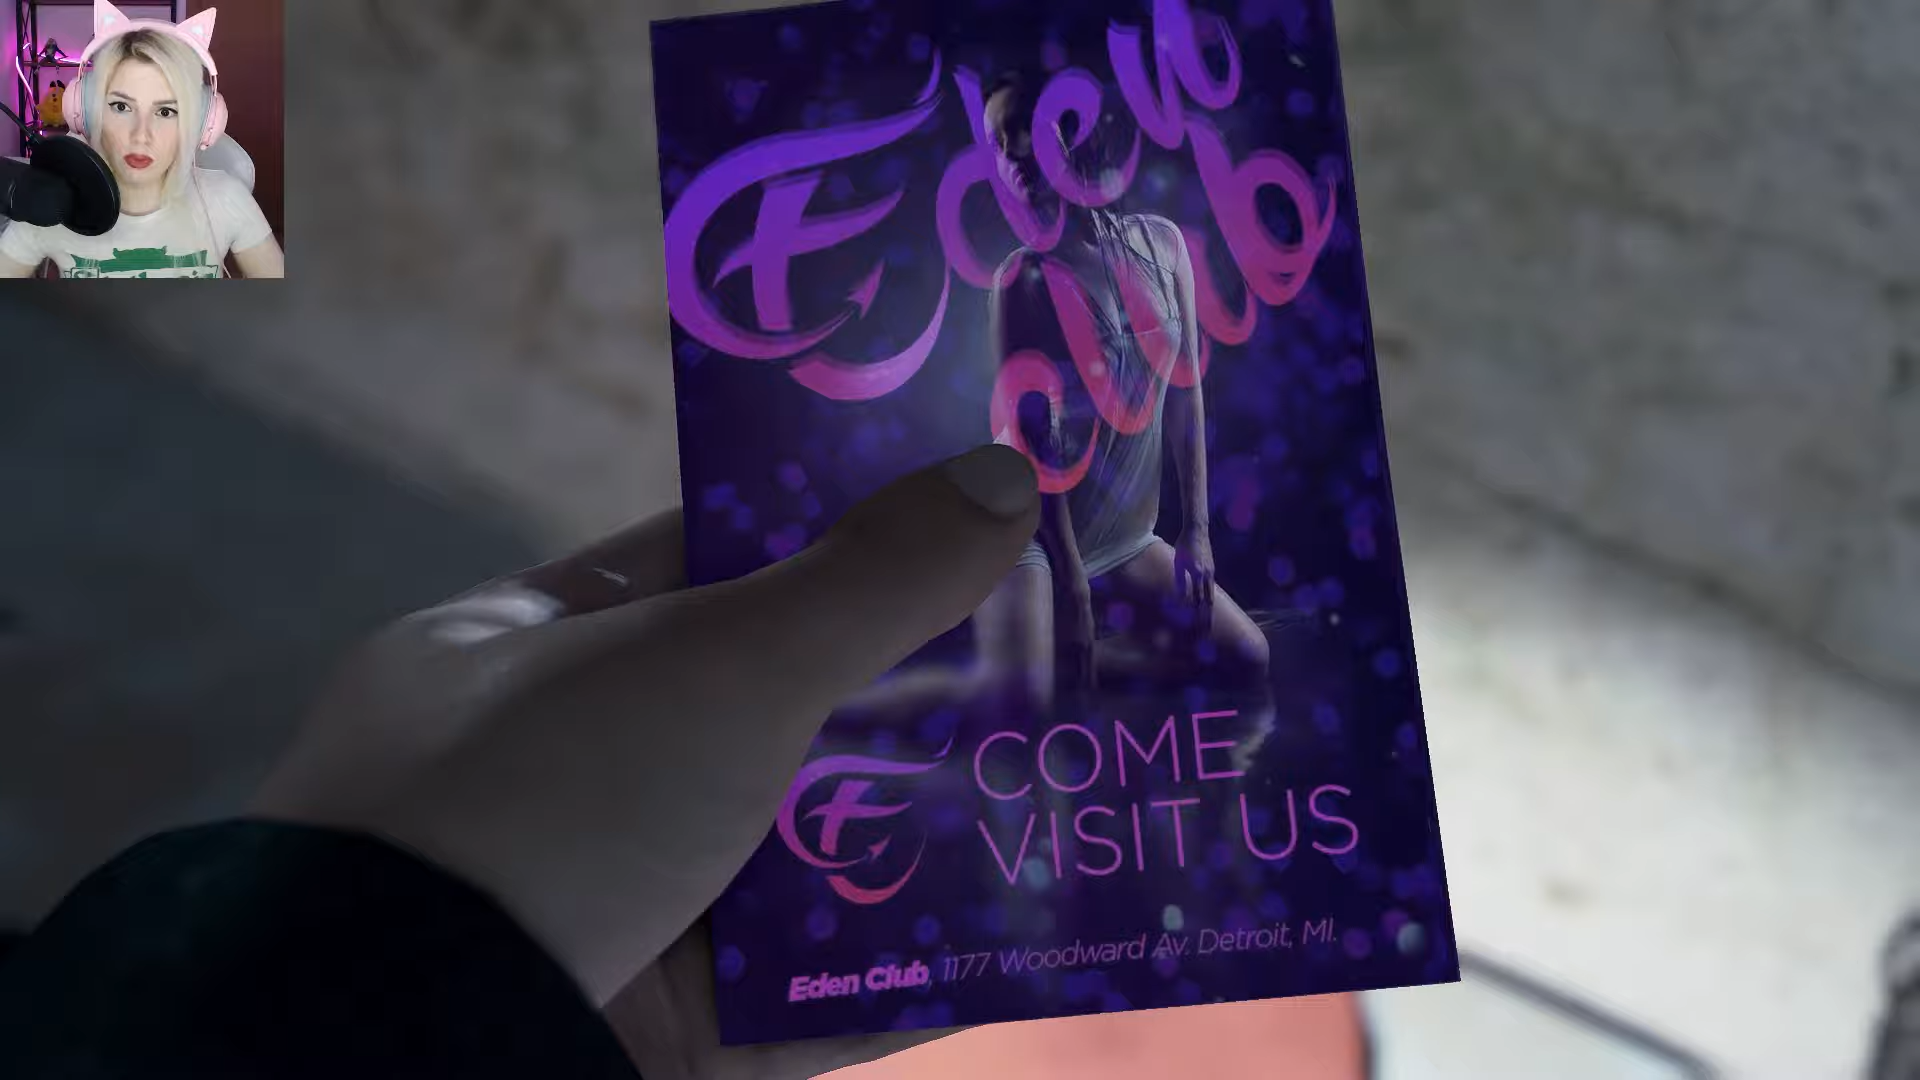 Eden
club
COME
VISIT US
Eden Club, 1177 Woodward Av. Detroit, MI.